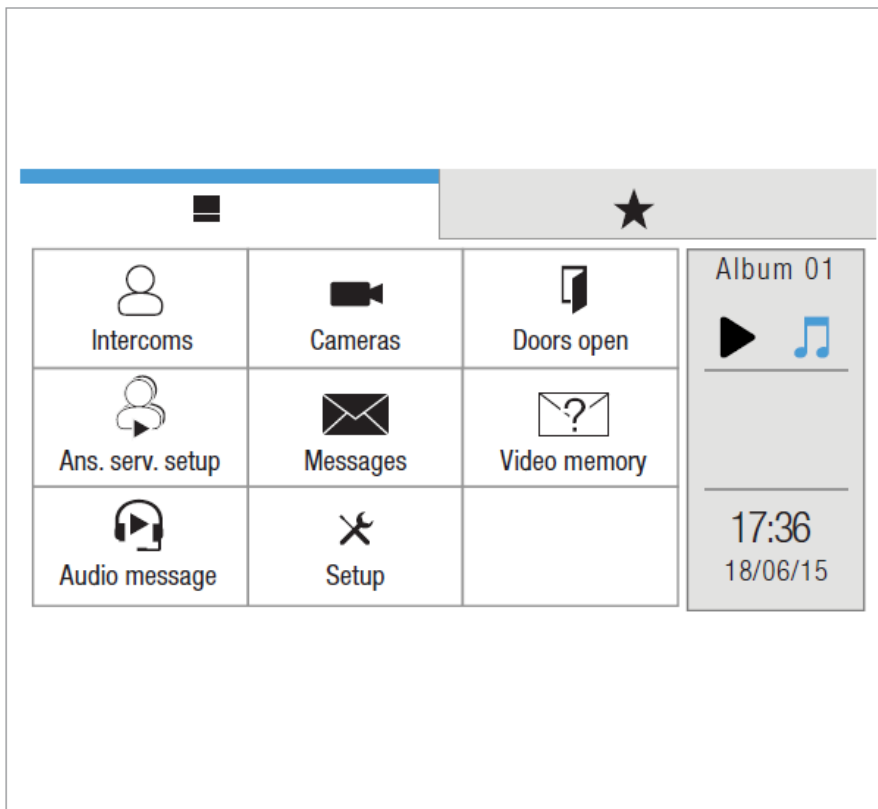 Album 01
Intercoms
Cameras
Doors open
Ans. serv. setup
Messages
?
Video memory
17:36
18/06/15
Audio message
Setup